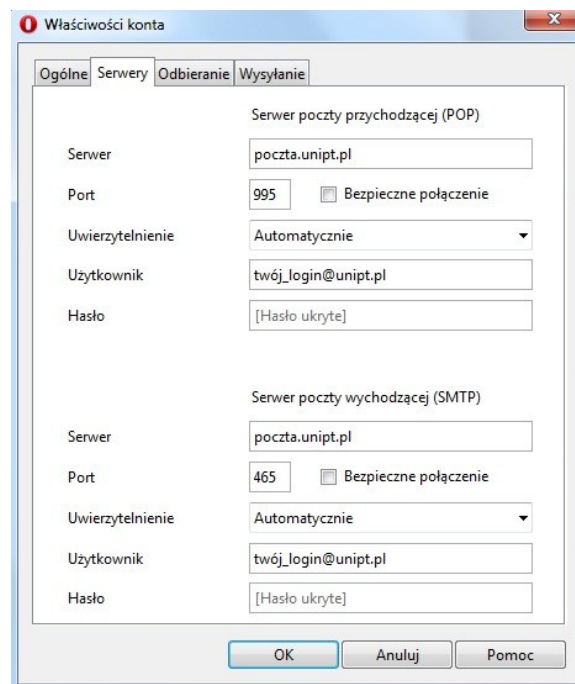 Właściwości konta
Ogólne Serwery Odbieranie Wysyłanie
Serwer poczty przychodzącej (POP)
Serwer poczta.unipt.pl
Port 995 Bezpieczne połączenie
Uwierzytelnienie Automatycznie
Użytkownik twój_login@unipt.pl
Hasło [Hasło ukryte]
Serwer poczty wychodzącej (SMTP)
Serwer poczta.unipt.pl
Port 465 Bezpieczne połączenie
Uwierzytelnienie Automatycznie
Użytkownik twój_login@unipt.pl
Hasło [Hasło ukryte]
OK Anuluj Pomoc